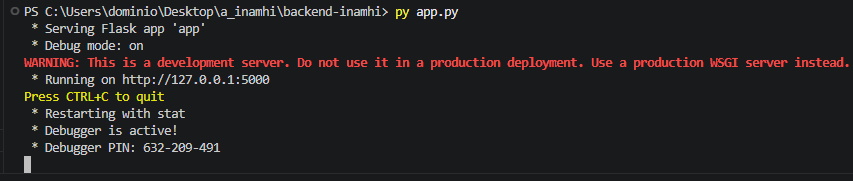 PS C:\Users\dominio\Desktop\a_inamhi\backend-inamhi> py app.py
* Serving Flask app 'app'
* Debug mode: on
WARNING: This is a development server. Do not use it in a production deployment. Use a production WSGI server instead.
* Running on http://127.0.0.1:5000
Press CTRL+C to quit
* Restarting with stat
* Debugger is active!
* Debugger PIN: 632-209-491